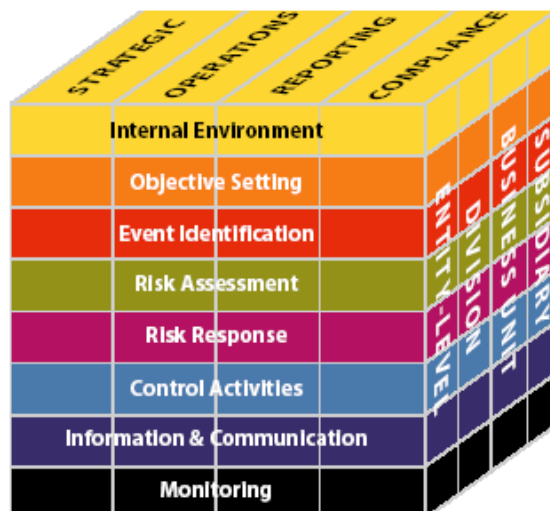 STRATEGIC
OPERATIONS
REPORTING
COMPLIANCE
Internal Environment
Objective Setting
Event Identification
Risk Assessment
Risk Response
Control Activities
Information & Communication
Monitoring
ENTITY-LEVEL
DIVISION
BUSINESS UNIT
SUBSIDIARY